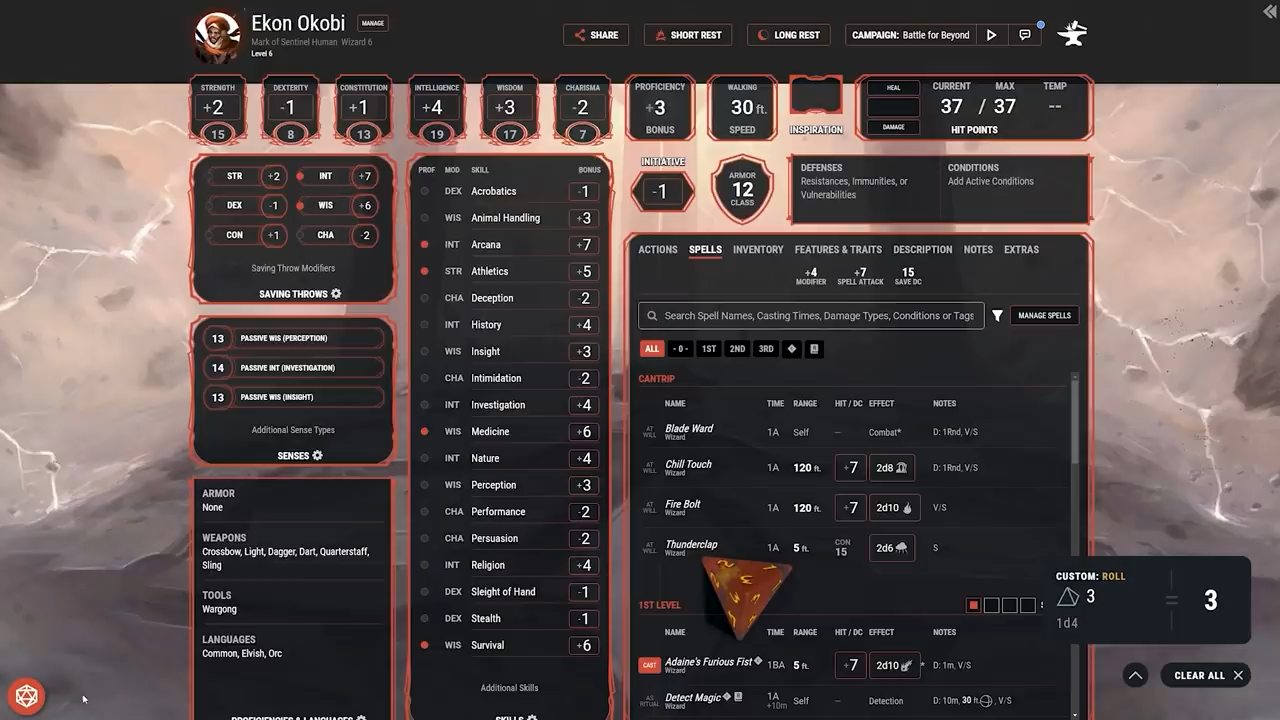 Ekon Okobi
MANAGE
Mark of Sentinel Human Wizard 6
Level 6
SHARE
SHORT REST
LONG REST
CAMPAIGN: Battle for Beyond
STRENGTH
+2
15
DEXTERITY
-1
8
CONSTITUTION
+1
13
INTELLIGENCE
+4
19
WISDOM
+3
17
CHARISMA
-2
7
PROFICIENCY
+3
BONUS
WALKING
30 ft.
SPEED
INSPIRATION
HEAL
DAMAGE
CURRENT MAX TEMP
37 / 37 --
HIT POINTS
STR +2 INT +7
DEX -1 WIS +6
CON +1 CHA -2
Saving Throw Modifiers
SAVING THROWS
13 PASSIVE WIS (PERCEPTION)
14 PASSIVE INT (INVESTIGATION)
13 PASSIVE WIS (INSIGHT)
Additional Sense Types
SENSES
ARMOR
None
WEAPONS
Crossbow, Light, Dagger, Dart, Quarterstaff,
Sling
TOOLS
Wargong
LANGUAGES
Common, Elvish, Orc
PROFICIENCIES & LANGUAGES
PROF MOD SKILL BONUS
DEX Acrobatics -1
WIS Animal Handling +3
INT Arcana +7
STR Athletics +5
CHA Deception -2
INT History +4
WIS Insight +3
CHA Intimidation -2
INT Investigation +4
WIS Medicine +6
INT Nature +4
WIS Perception +3
CHA Performance -2
CHA Persuasion -2
INT Religion +4
DEX Sleight of Hand -1
DEX Stealth -1
WIS Survival +6
Additional Skills
SKILLS
INITIATIVE
-1
ARMOR
12
CLASS
DEFENSES
Resistances, Immunities, or
Vulnerabilities
CONDITIONS
Add Active Conditions
ACTIONS SPELLS INVENTORY FEATURES & TRAITS DESCRIPTION NOTES EXTRAS
+4 +7 15
MODIFIER SPELL ATTACK SAVE DC
Search Spell Names, Casting Times, Damage Types, Conditions or Tags
MANAGE SPELLS
ALL - 0 - 1ST 2ND 3RD
CANTRIP
NAME TIME RANGE HIT / DC EFFECT NOTES
AT WILL Blade Ward 1A Self — Combat* D: 1Rnd, V/S
Wizard
AT WILL Chill Touch 1A 120 ft. +7 2d8 D: 1Rnd, V/S
Wizard
AT WILL Fire Bolt 1A 120 ft. +7 2d10 V/S
Wizard
AT WILL Thunderclap 1A 5 ft. CON 15 2d6 S
Wizard
1ST LEVEL
NAME TIME RANGE HIT / DC EFFECT NOTES
CAST Adaine's Furious Fist 1BA 5 ft. +7 2d10 * D: 1m, V/S
Wizard
AS RITUAL Detect Magic 1A +10m Self — Detection D: 10m, 30 ft. , V/S
Wizard
CUSTOM: ROLL
3 = 3
1d4
CLEAR ALL